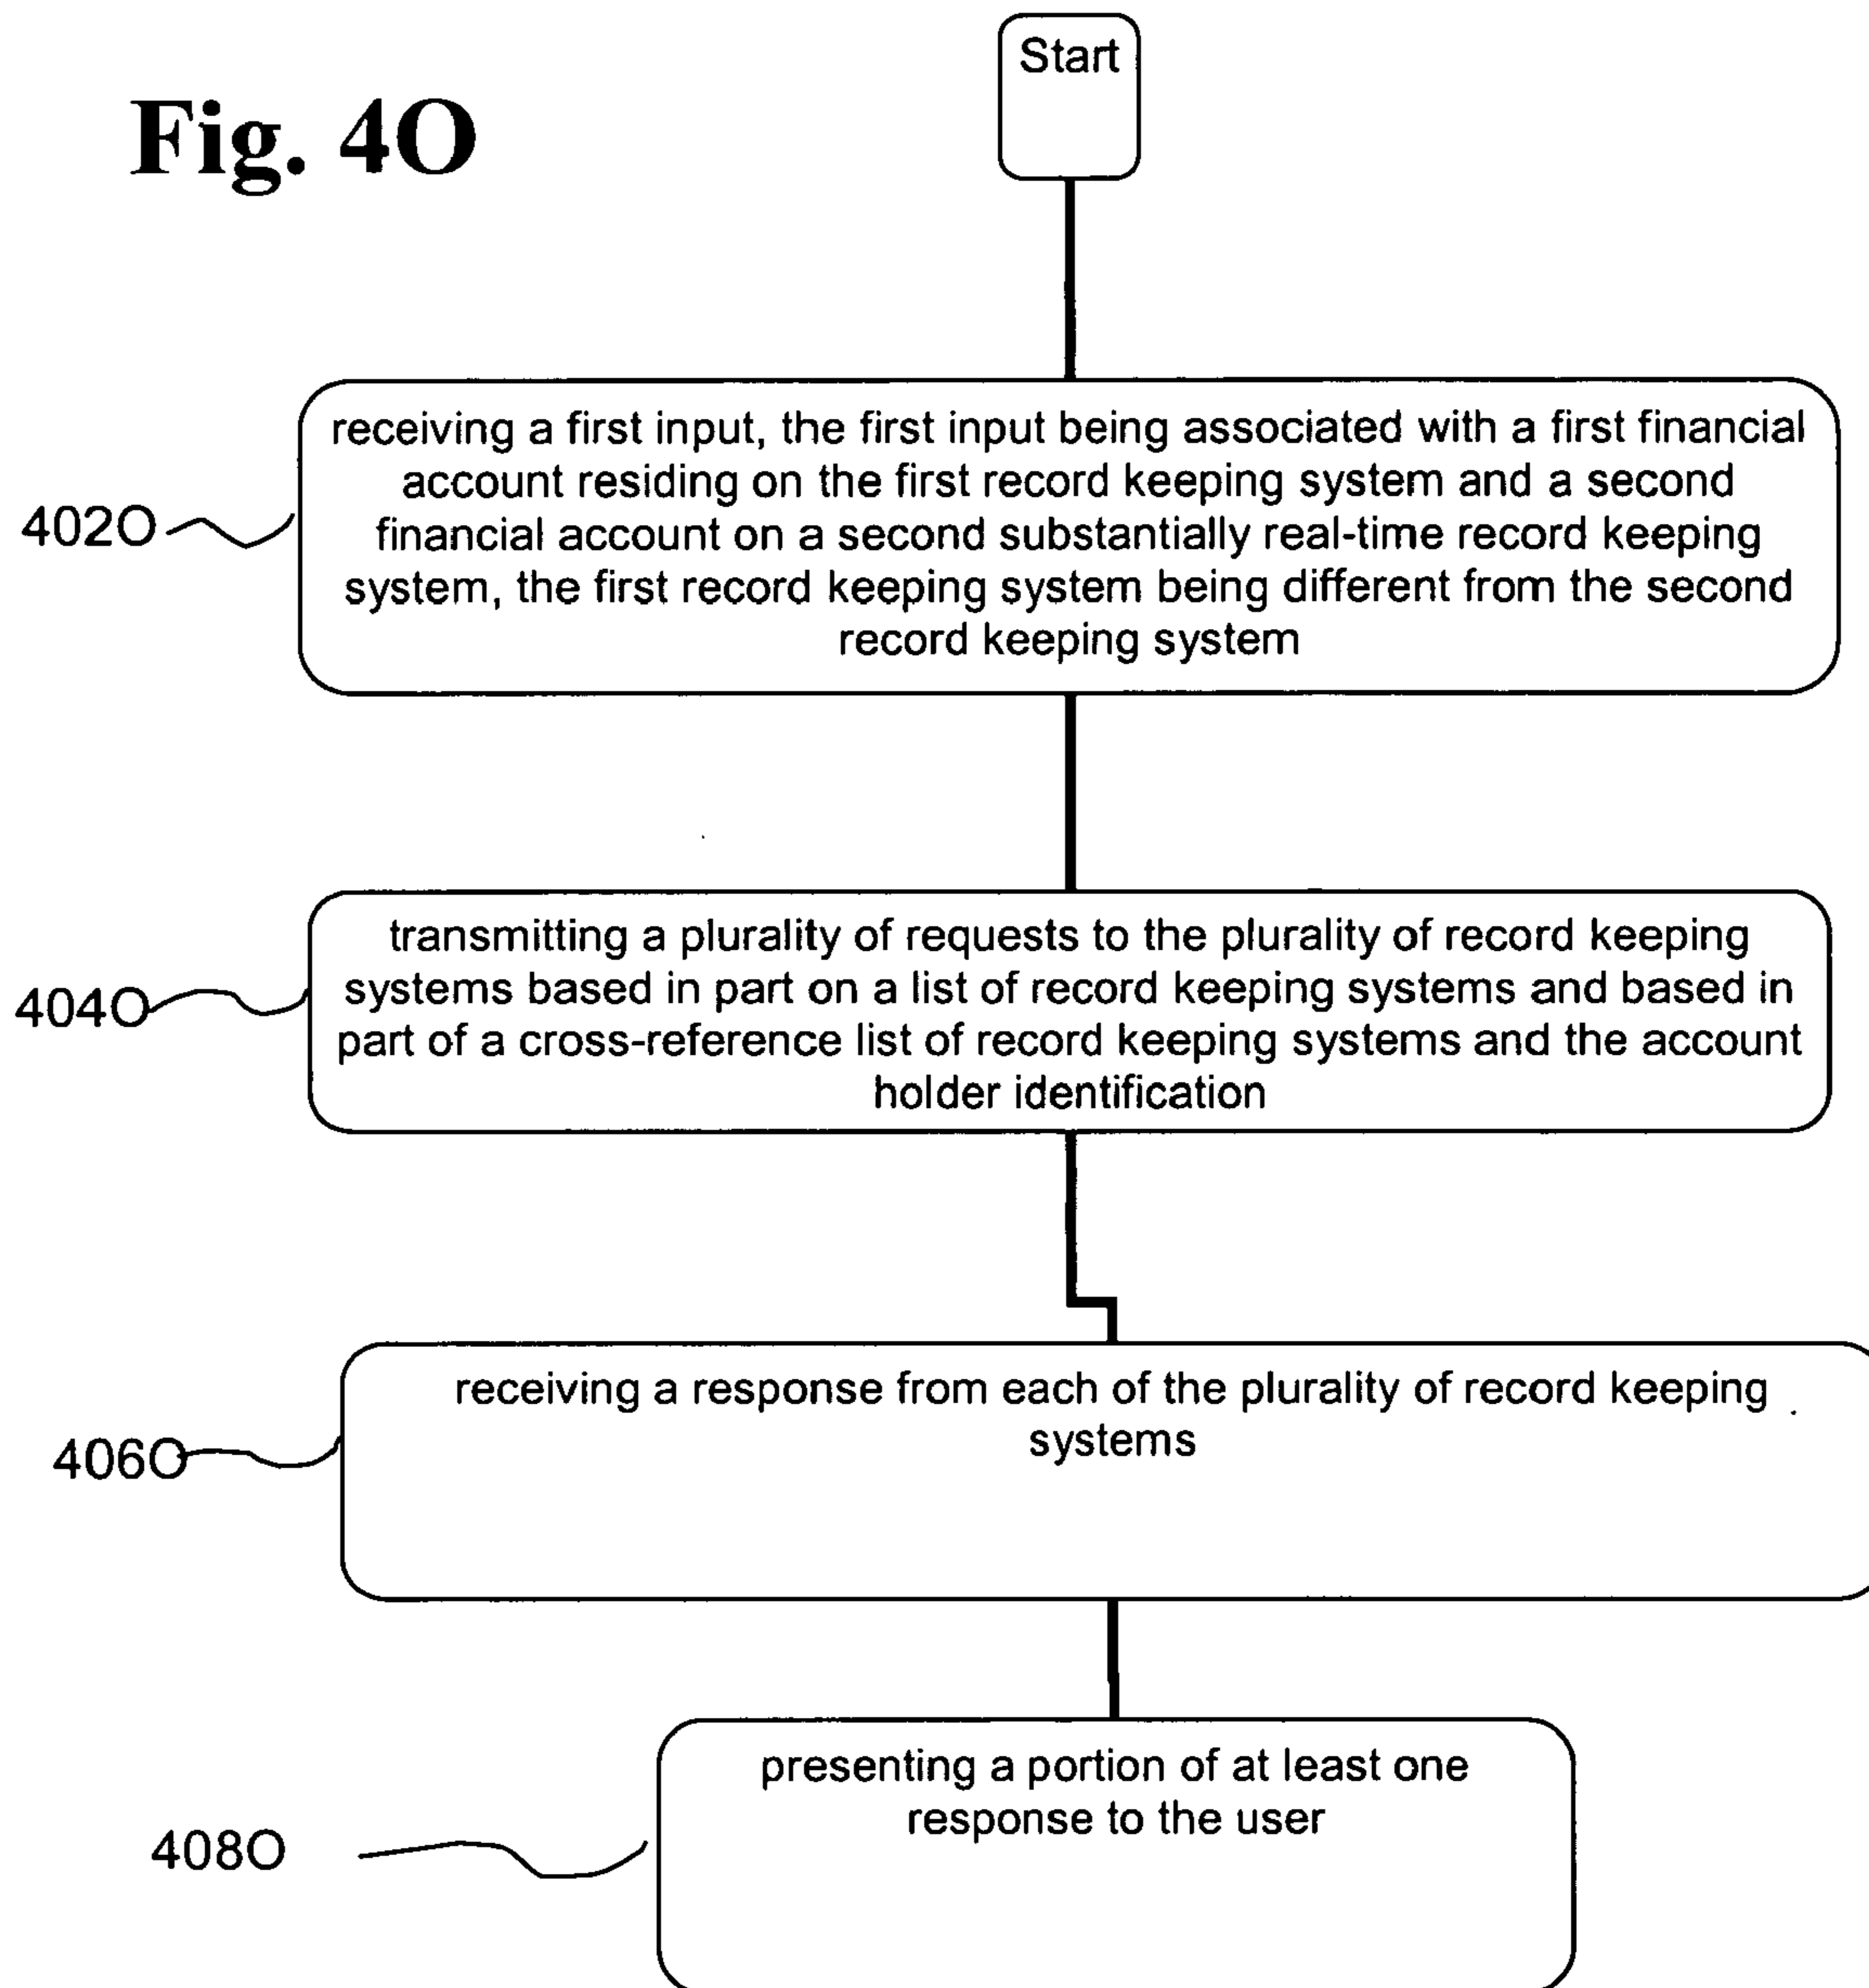 Fig. 4O
Start
receiving a first input, the first input being associated with a first financial
account residing on the first record keeping system and a second
financial account on a second substantially real-time record keeping
system, the first record keeping system being different from the second
record keeping system
402O
transmitting a plurality of requests to the plurality of record keeping
systems based in part on a list of record keeping systems and based in
part of a cross-reference list of record keeping systems and the account
holder identification
404O
receiving a response from each of the plurality of record keeping
systems
406O
presenting a portion of at least one
response to the user
408O